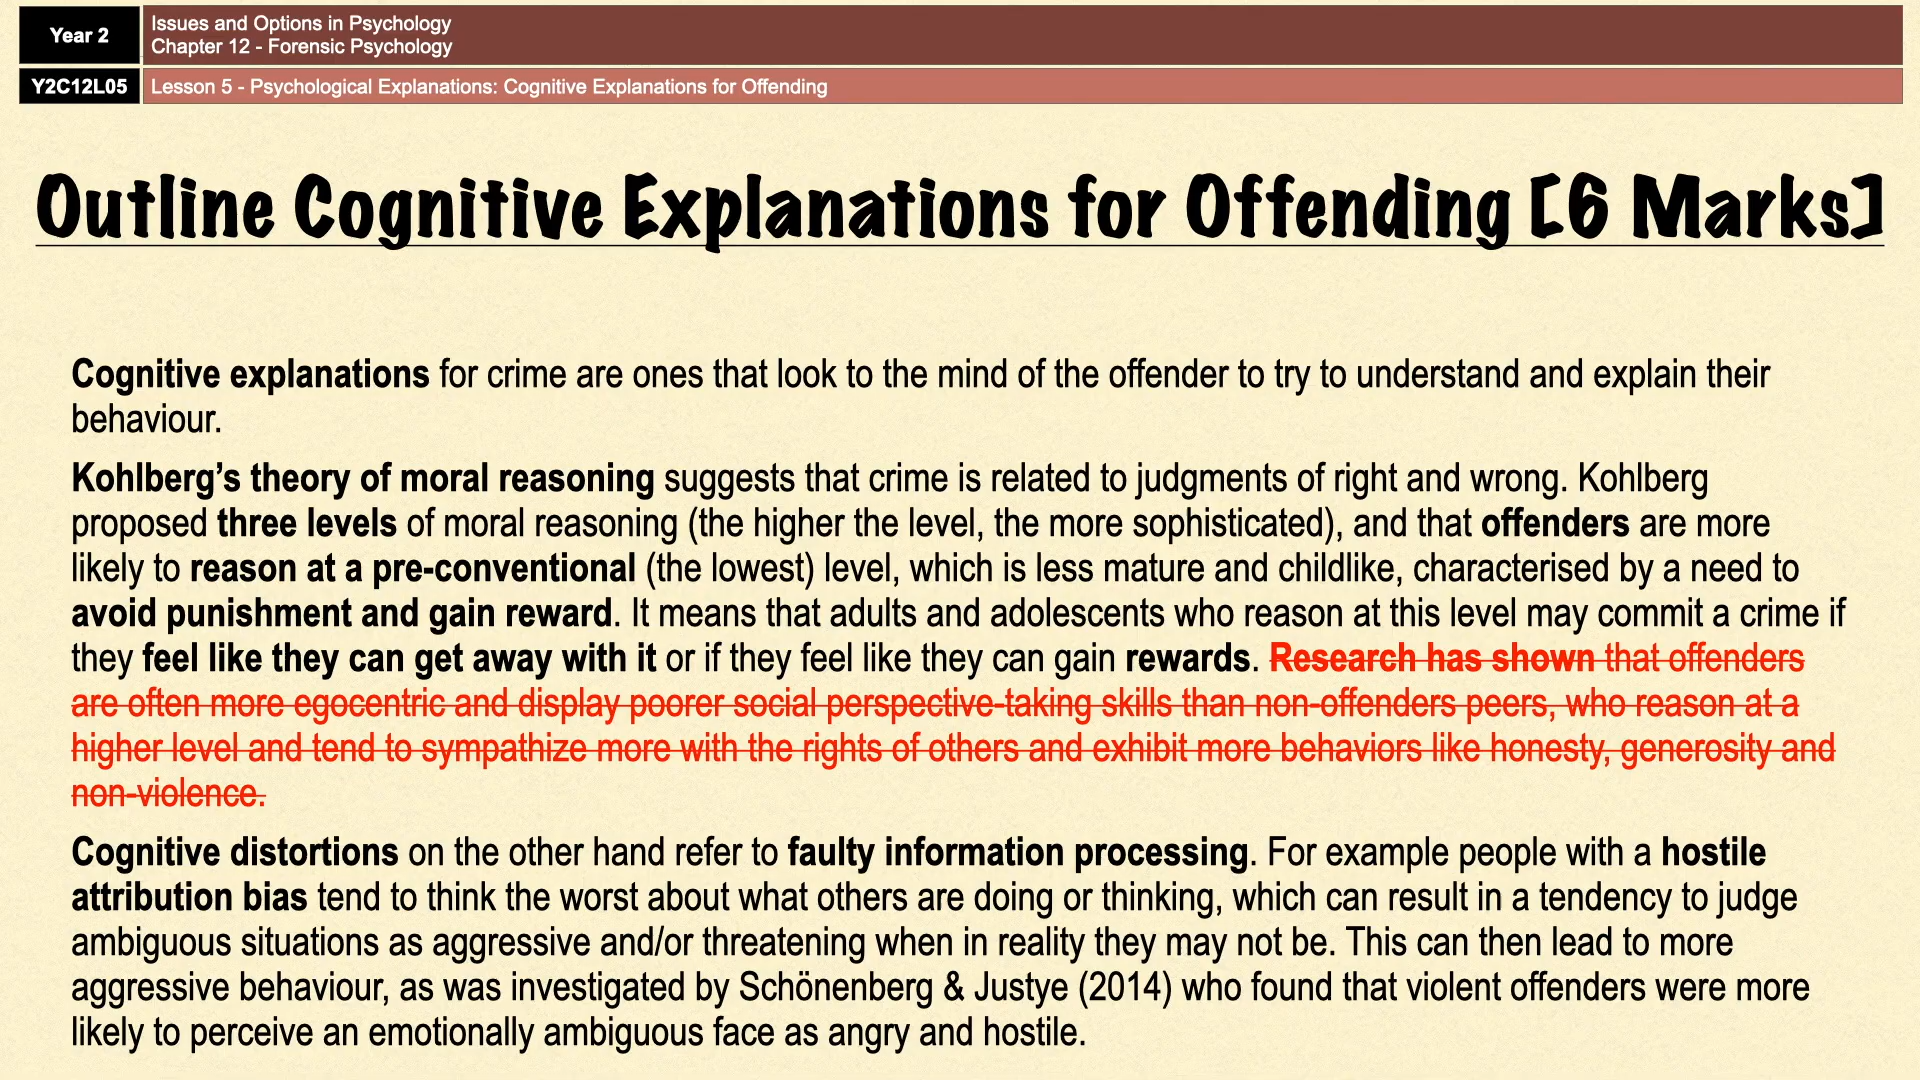 Year 2
Issues and Options in Psychology
Chapter 12 - Forensic Psychology
Y2C12L05
Lesson 5 - Psychological Explanations: Cognitive Explanations for Offending
Outline Cognitive Explanations for Offending [6 Marks]
Cognitive explanations for crime are ones that look to the mind of the offender to try to understand and explain their
behaviour.
Kohlberg’s theory of moral reasoning suggests that crime is related to judgments of right and wrong. Kohlberg
proposed three levels of moral reasoning (the higher the level, the more sophisticated), and that offenders are more
likely to reason at a pre-conventional (the lowest) level, which is less mature and childlike, characterised by a need to
avoid punishment and gain reward. It means that adults and adolescents who reason at this level may commit a crime if
they feel like they can get away with it or if they feel like they can gain rewards. Research has shown that offenders
are often more egocentric and display poorer social perspective-taking skills than non-offenders peers, who reason at a
higher level and tend to sympathize more with the rights of others and exhibit more behaviors like honesty, generosity and
non-violence.
Cognitive distortions on the other hand refer to faulty information processing. For example people with a hostile
attribution bias tend to think the worst about what others are doing or thinking, which can result in a tendency to judge
ambiguous situations as aggressive and/or threatening when in reality they may not be. This can then lead to more
aggressive behaviour, as was investigated by Schönenberg & Justye (2014) who found that violent offenders were more
likely to perceive an emotionally ambiguous face as angry and hostile.